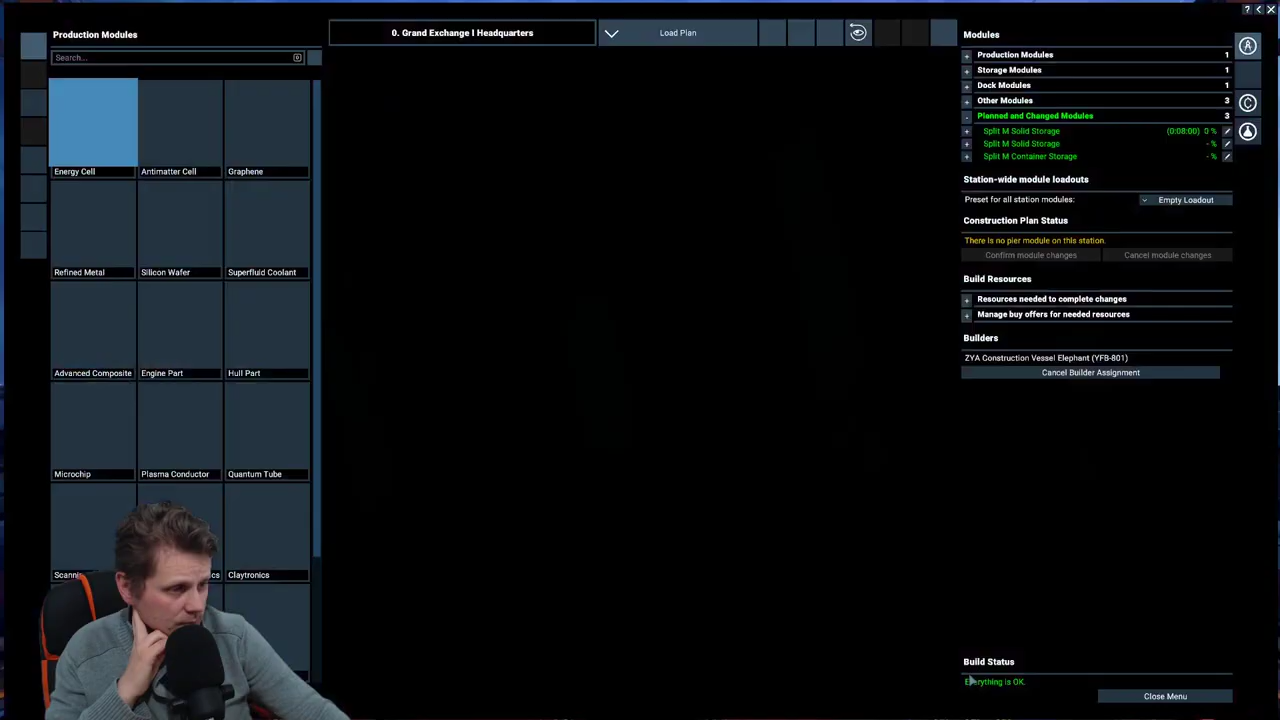 Production Modules
Search...
Energy Cell
Antimatter Cell
Graphene
Refined Metal
Silicon Wafer
Superfluid Coolant
Advanced Composite
Engine Part
Hull Part
Microchip
Plasma Conductor
Quantum Tube
Claytronics
0. Grand Exchange I Headquarters
Load Plan
Modules
+ Production Modules 1
+ Storage Modules 1
+ Dock Modules 1
+ Other Modules 3
- Planned and Changed Modules 3
+ Split M Solid Storage (0:08:00) 0 %
+ Split M Solid Storage - %
+ Split M Container Storage - %
Station-wide module loadouts
Preset for all station modules: Empty Loadout
Construction Plan Status
There is no pier module on this station.
Confirm module changes Cancel module changes
Build Resources
+ Resources needed to complete changes
+ Manage buy offers for needed resources
Builders
ZYA Construction Vessel Elephant (YFB-801)
Cancel Builder Assignment
Build Status
Everything is OK.
Close Menu